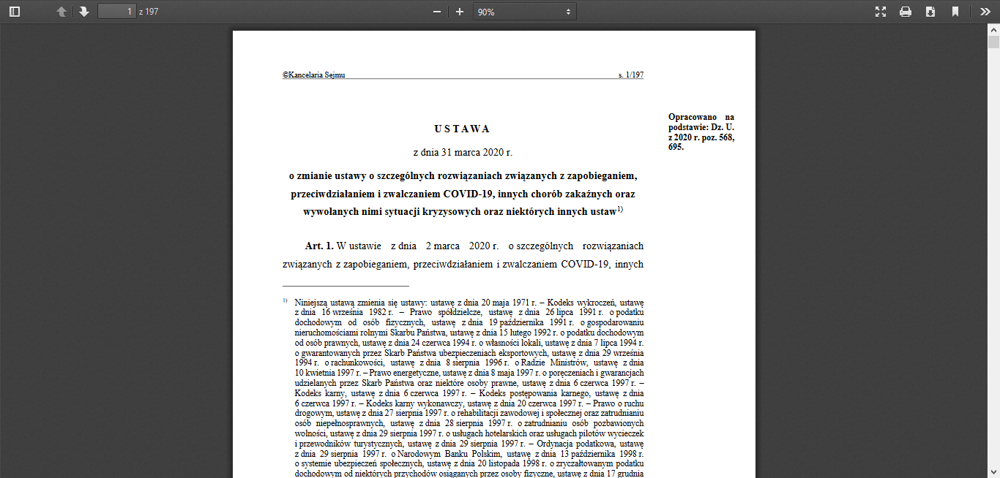 1 z 197
90%
©Kancelaria Sejmu s. 1/197
Opracowano na
podstawie: Dz. U.
z 2020 r. poz. 568,
695.
U S T A W A
z dnia 31 marca 2020 r.
o zmianie ustawy o szczególnych rozwiązaniach związanych z zapobieganiem,
przeciwdziałaniem i zwalczaniem COVID-19, innych chorób zakaźnych oraz
wywołanych nimi sytuacji kryzysowych oraz niektórych innych ustaw1)
Art. 1. W ustawie z dnia 2 marca 2020 r. o szczególnych rozwiązaniach
związanych z zapobieganiem, przeciwdziałaniem i zwalczaniem COVID-19, innych
1) Niniejszą ustawą zmienia się ustawy: ustawę z dnia 20 maja 1971 r. – Kodeks wykroczeń, ustawę
z dnia 16 września 1982 r. – Prawo spółdzielcze, ustawę z dnia 26 lipca 1991 r. o podatku
dochodowym od osób fizycznych, ustawę z dnia 19 października 1991 r. o gospodarowaniu
nieruchomościami rolnymi Skarbu Państwa, ustawę z dnia 15 lutego 1992 r. o podatku dochodowym
od osób prawnych, ustawę z dnia 24 czerwca 1994 r. o własności lokali, ustawę z dnia 7 lipca 1994 r.
o gwarantowanych przez Skarb Państwa ubezpieczeniach eksportowych, ustawę z dnia 29 września
1994 r. o rachunkowości, ustawę z dnia 8 sierpnia 1996 r. o Radzie Ministrów, ustawę z dnia
10 kwietnia 1997 r. – Prawo energetyczne, ustawę z dnia 8 maja 1997 r. o poręczeniach i gwarancjach
udzielanych przez Skarb Państwa oraz niektóre osoby prawne, ustawę z dnia 6 czerwca 1997 r. –
Kodeks karny, ustawę z dnia 6 czerwca 1997 r. – Kodeks postępowania karnego, ustawę z dnia
6 czerwca 1997 r. – Kodeks karny wykonawczy, ustawę z dnia 20 czerwca 1997 r. – Prawo o ruchu
drogowym, ustawę z dnia 27 sierpnia 1997 r. o rehabilitacji zawodowej i społecznej oraz zatrudnianiu
osób niepełnosprawnych, ustawę z dnia 28 sierpnia 1997 r. o zatrudnianiu osób pozbawionych
wolności, ustawę z dnia 29 sierpnia 1997 r. o usługach hotelarskich oraz usługach pilotów wycieczek
i przewodników turystycznych, ustawę z dnia 29 sierpnia 1997 r. – Ordynacja podatkowa, ustawę
z dnia 29 sierpnia 1997 r. o Narodowym Banku Polskim, ustawę z dnia 13 października 1998 r.
o systemie ubezpieczeń społecznych, ustawę z dnia 20 listopada 1998 r. o zryczałtowanym podatku
dochodowym od niektórych przychodów osiąganych przez osoby fizyczne, ustawę z dnia 17 grudnia